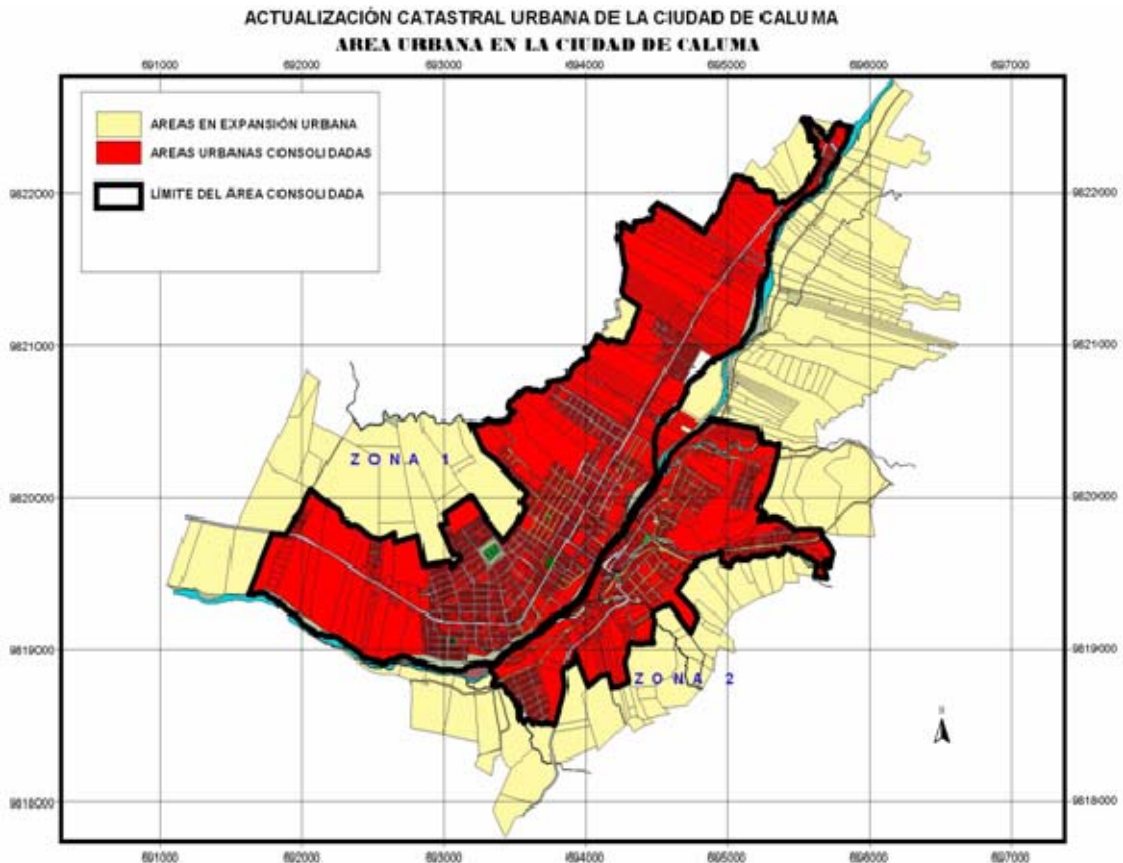 ACTUALIZACIÓN CATASTRAL URBANA DE LA CIUDAD DE CALUMA
AREA URBANA EN LA CIUDAD DE CALUMA
691000 692000 693000 694000 695000 696000 697000
AREAS EN EXPANSIÓN URBANA
AREAS URBANAS CONSOLIDADAS
LÍMITE DEL ÁREA CONSOLIDADA
9822000 9822000
9821000 9821000
ZONA 1
9820000 9820000
9819000 9819000
ZONA 2
N
9818000 9818000
691000 692000 693000 694000 695000 696000 697000